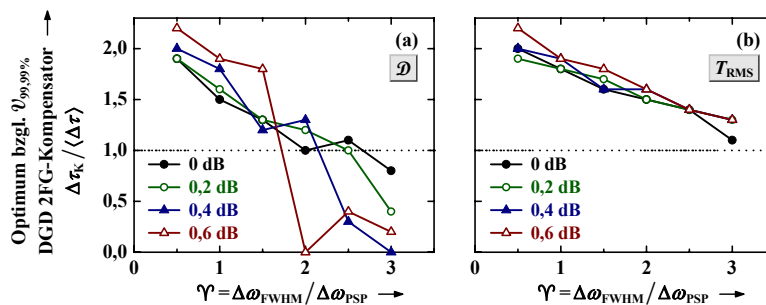 Optimum bzgl. 𝒱99,99%
DGD 2FG-Kompensator
Δτ_K / ⟨Δτ⟩
2,0
1,5
1,0
0,5
0,0
(a)
𝒟
0 dB
0,2 dB
0,4 dB
0,6 dB
0 1 2 3
ϒ = Δω_FWHM / Δω_PSP
(b)
T_RMS
0 dB
0,2 dB
0,4 dB
0,6 dB
0 1 2 3
ϒ = Δω_FWHM / Δω_PSP